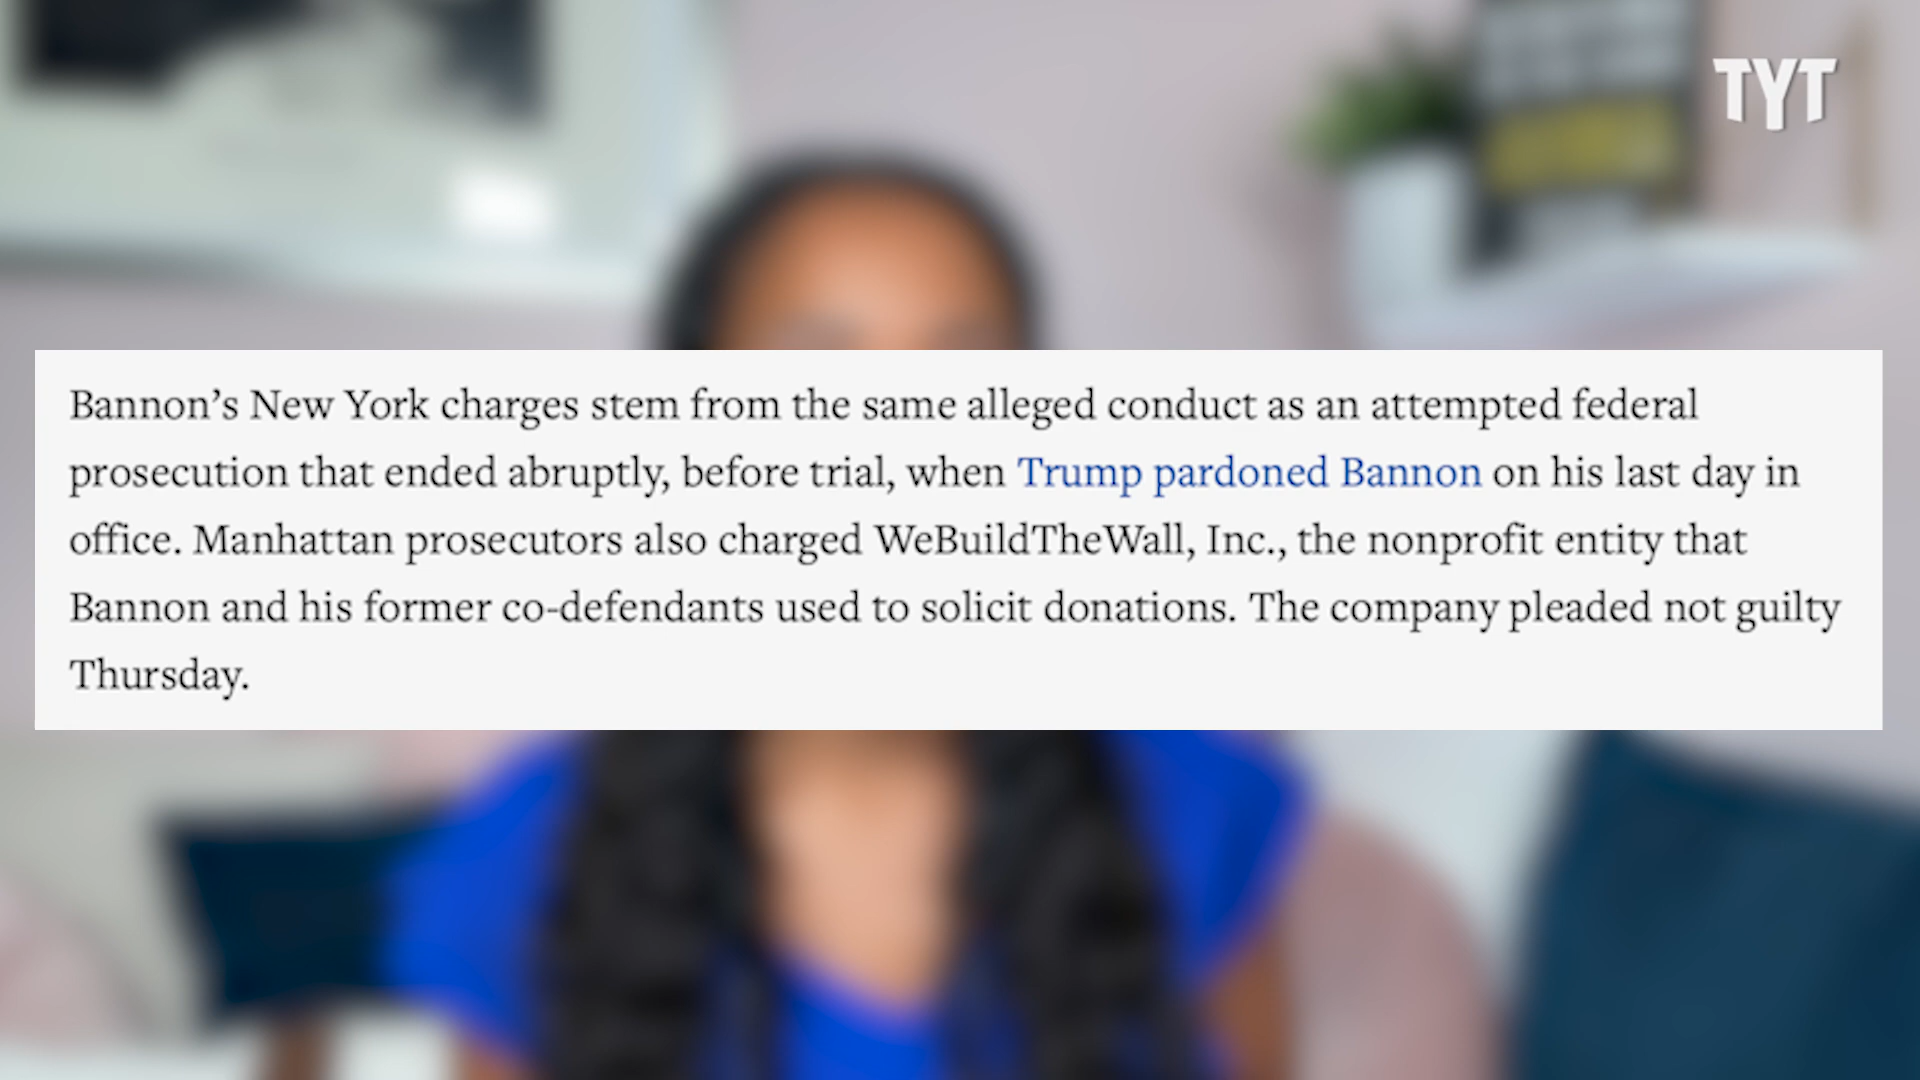 TYT
Bannon’s New York charges stem from the same alleged conduct as an attempted federal
prosecution that ended abruptly, before trial, when Trump pardoned Bannon on his last day in
office. Manhattan prosecutors also charged WeBuildTheWall, Inc., the nonprofit entity that
Bannon and his former co-defendants used to solicit donations. The company pleaded not guilty
Thursday.